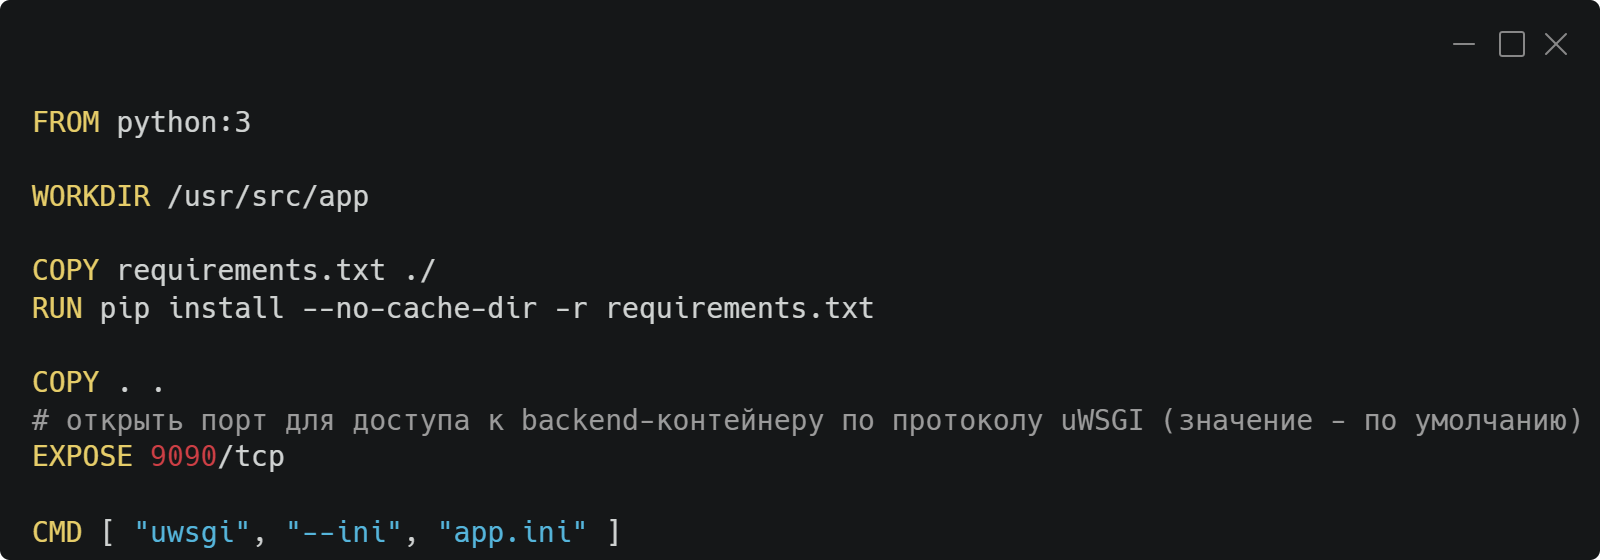 FROM python:3
WORKDIR /usr/src/app
COPY requirements.txt ./
RUN pip install --no-cache-dir -r requirements.txt
COPY . .
# открыть порт для доступа к backend-контейнеру по протоколу uWSGI (значение - по умолчанию)
EXPOSE 9090/tcp
CMD [ "uwsgi", "--ini", "app.ini" ]